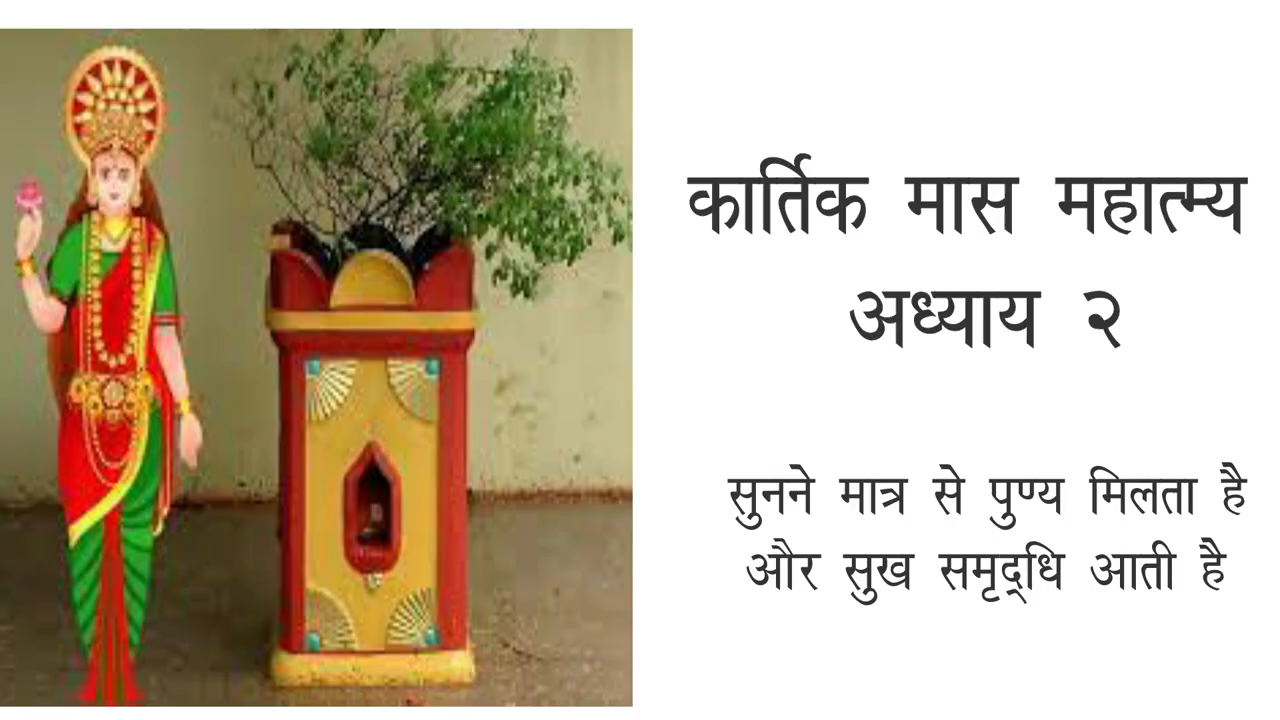 कार्तिक मास महात्म्य
अध्याय २
सुनने मात्र से पुण्य मिलता है
और सुख समृद्‌धि आती है